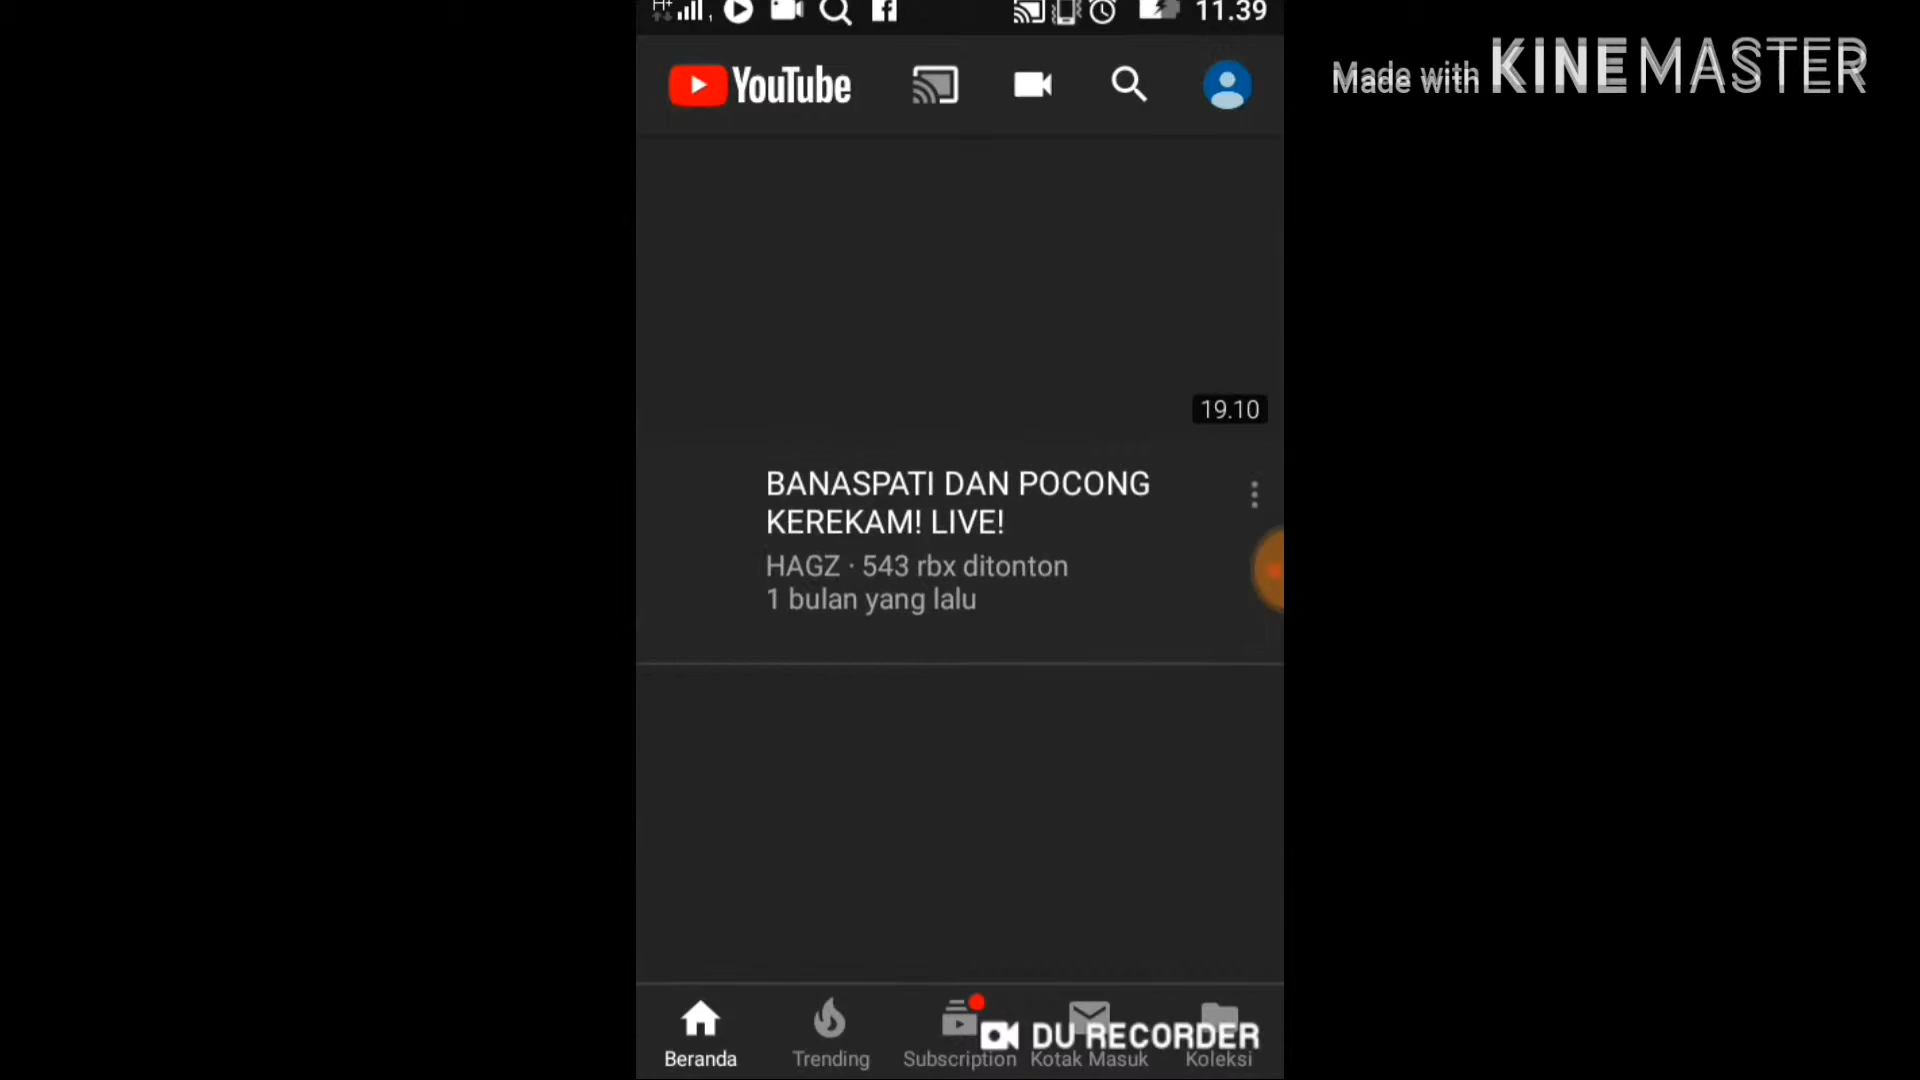 H+ 11.39
Made with KINEMASTER
YouTube
19.10
BANASPATI DAN POCONG
KEREKAM! LIVE!
HAGZ · 543 rbx ditonton
1 bulan yang lalu
DU RECORDER
Beranda Trending Subscription Kotak Masuk Koleksi